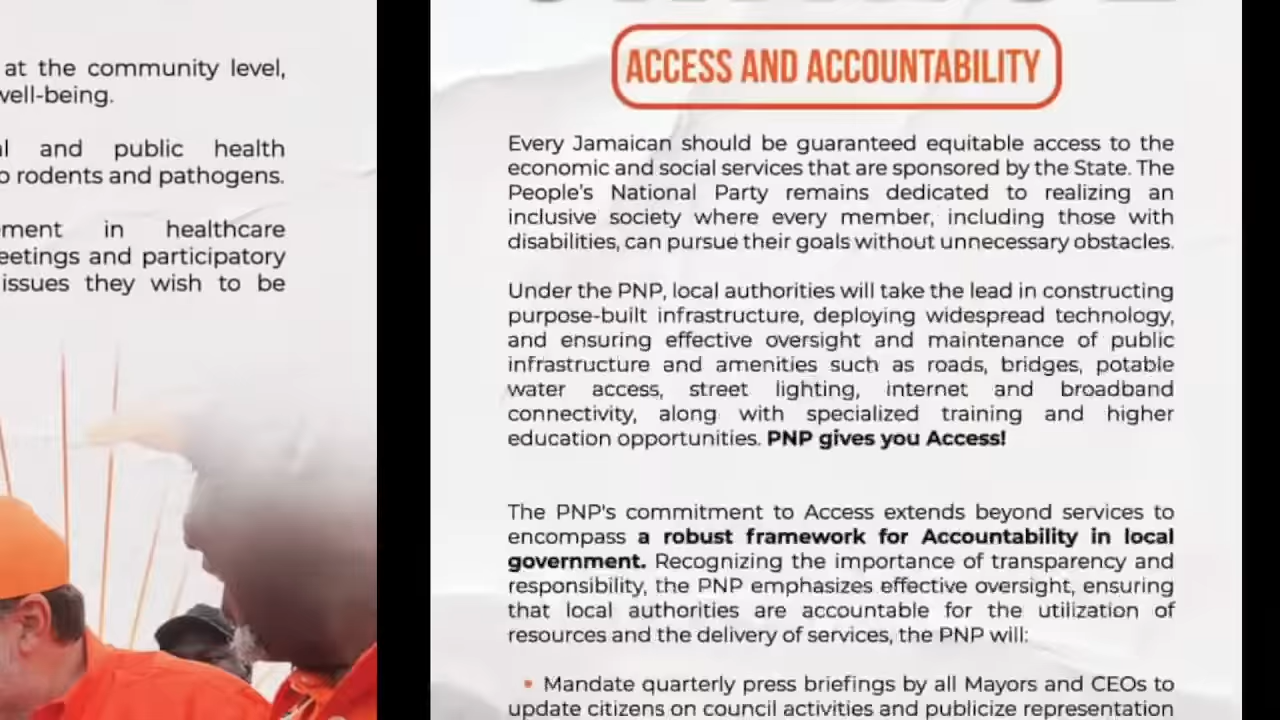 at the community level,
well-being.
and public health
rodents and pathogens.
in healthcare
and participatory
issues they wish to be
ACCESS AND ACCOUNTABILITY
Every Jamaican should be guaranteed equitable access to the
economic and social services that are sponsored by the State. The
People's National Party remains dedicated to realizing an
inclusive society where every member, including those with
disabilities, can pursue their goals without unnecessary obstacles.
Under the PNP, local authorities will take the lead in constructing
purpose-built infrastructure, deploying widespread technology,
and ensuring effective oversight and maintenance of public
infrastructure and amenities such as roads, bridges, potable
water access, street lighting, internet and broadband
connectivity, along with specialized training and higher
education opportunities. PNP gives you Access!
The PNP's commitment to Access extends beyond services to
encompass a robust framework for Accountability in local
government. Recognizing the importance of transparency and
responsibility, the PNP emphasizes effective oversight, ensuring
that local authorities are accountable for the utilization of
resources and the delivery of services, the PNP will:
• Mandate quarterly press briefings by all Mayors and CEOs to
update citizens on council activities and publicize representation